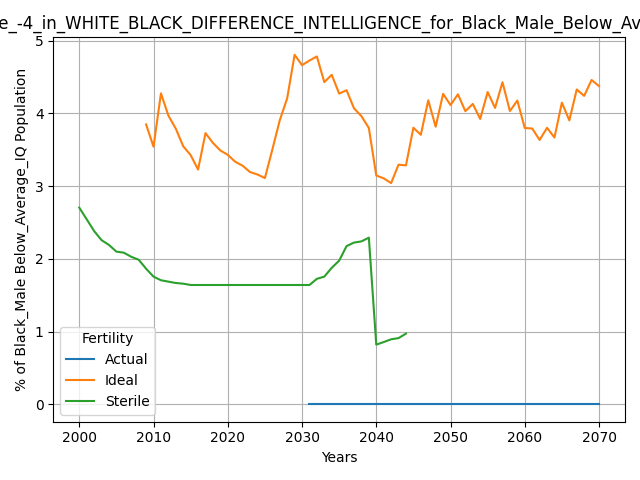 e_-4_in_WHITE_BLACK_DIFFERENCE_INTELLIGENCE_for_Black_Male_Below_Av
% of Black_Male Below_Average_IQ Population
5
4
3
2
1
0
Fertility
Actual
Ideal
Sterile
2000 2010 2020 2030 2040 2050 2060 2070
Years